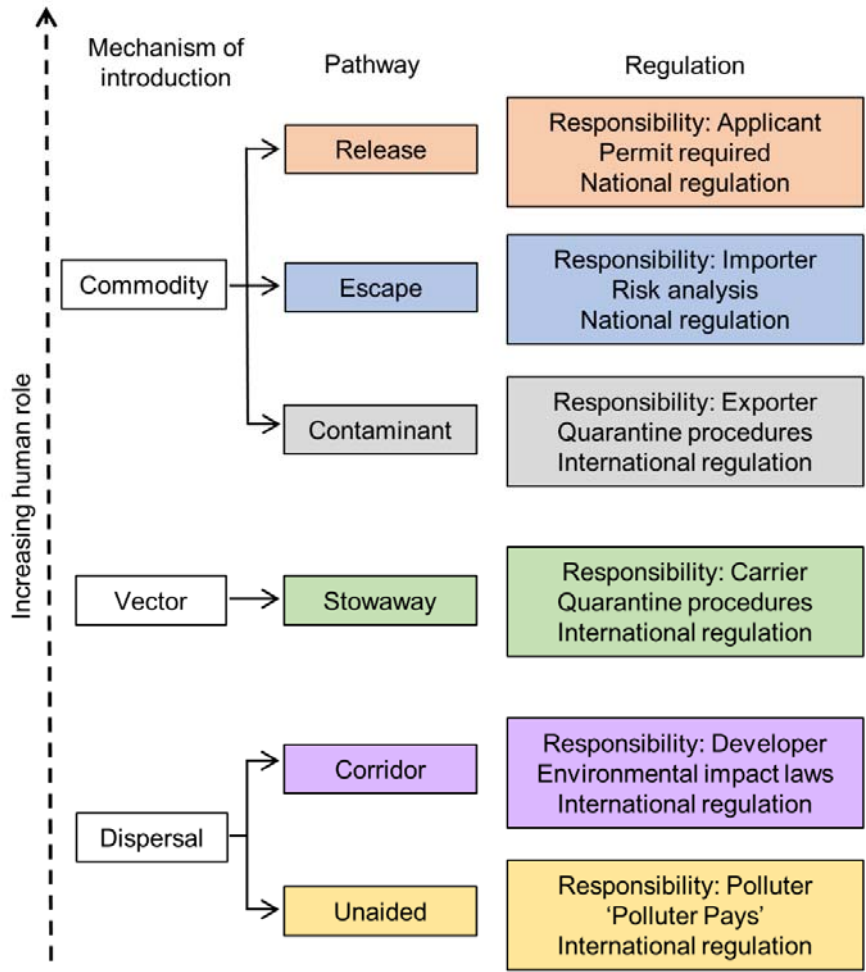 Mechanism of
introduction
Pathway
Regulation
Increasing human role
Commodity
Release
Responsibility: Applicant
Permit required
National regulation
Escape
Responsibility: Importer
Risk analysis
National regulation
Contaminant
Responsibility: Exporter
Quarantine procedures
International regulation
Vector
Stowaway
Responsibility: Carrier
Quarantine procedures
International regulation
Dispersal
Corridor
Responsibility: Developer
Environmental impact laws
International regulation
Unaided
Responsibility: Polluter
‘Polluter Pays’
International regulation